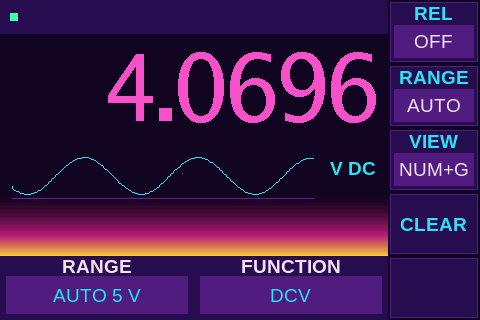 4.0696
V DC
REL
OFF
RANGE
AUTO
VIEW
NUM+G
CLEAR
RANGE
AUTO 5 V
FUNCTION
DCV